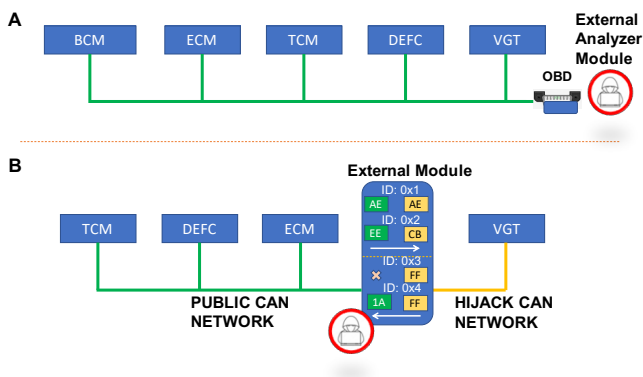 A
BCM
ECM
TCM
DEFC
VGT
External
Analyzer
Module
OBD
B
External Module
TCM
DEFC
ECM
VGT
ID: 0x1
AE AE
ID: 0x2
EE CB
ID: 0x3
FF
ID: 0x4
1A FF
PUBLIC CAN
NETWORK
HIJACK CAN
NETWORK